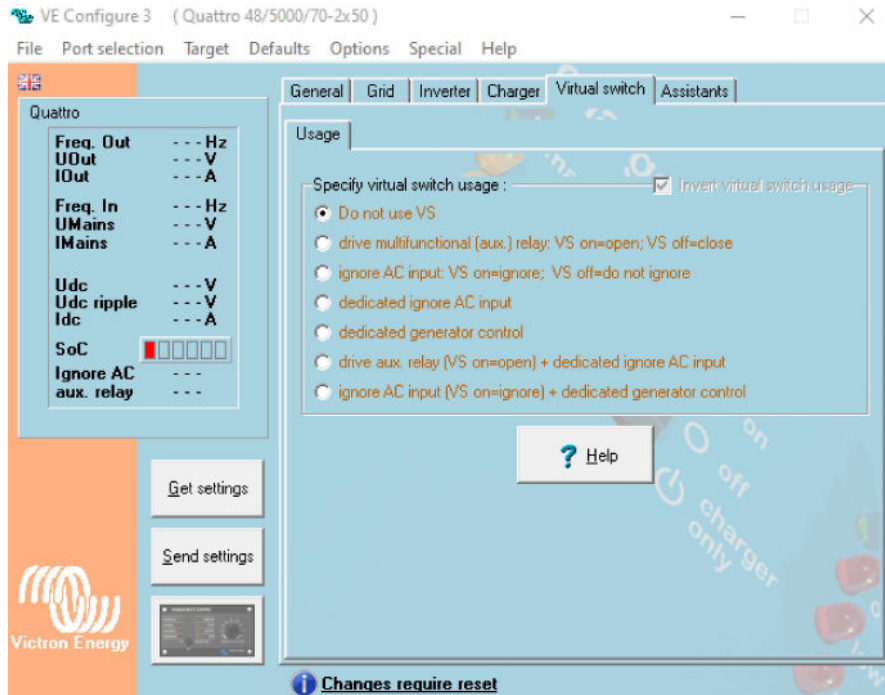 VE Configure 3 ( Quattro 48/5000/70-2x50 )
File Port selection Target Defaults Options Special Help
General Grid Inverter Charger Virtual switch Assistants
Quattro
Freq. Out - - - Hz
UOut - - - V
IOut - - - A
Freq. In - - - Hz
UMains - - - V
IMains - - - A
Udc - - - V
Udc ripple - - - V
Idc - - - A
SoC
Ignore AC - - -
aux. relay - - -
Get settings
Send settings
Victron Energy
Usage
Specify virtual switch usage : Invert virtual switch usage
Do not use VS
drive multifunctional (aux.) relay: VS on=open; VS off=close
ignore AC input: VS on=ignore; VS off=do not ignore
dedicated ignore AC input
dedicated generator control
drive aux. relay (VS on=open) + dedicated ignore AC input
ignore AC input (VS on=ignore) + dedicated generator control
? Help
on
off
charger
only
Changes require reset